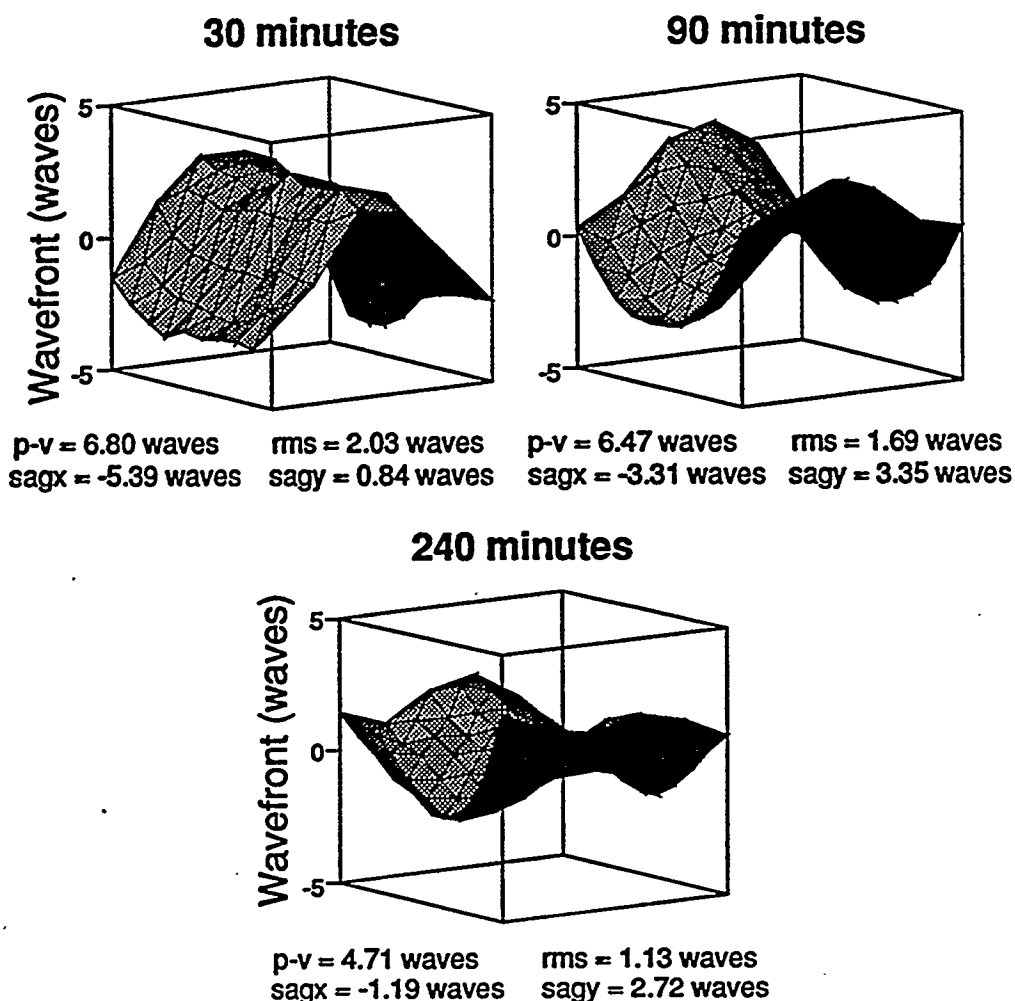 30 minutes
90 minutes
Wavefront (waves)
5
0
-5
5
0
-5
p-v = 6.80 waves rms = 2.03 waves
sagx = -5.39 waves sagy = 0.84 waves
p-v = 6.47 waves rms = 1.69 waves
sagx = -3.31 waves sagy = 3.35 waves
240 minutes
Wavefront (waves)
5
0
-5
p-v = 4.71 waves rms = 1.13 waves
sagx = -1.19 waves sagy = 2.72 waves